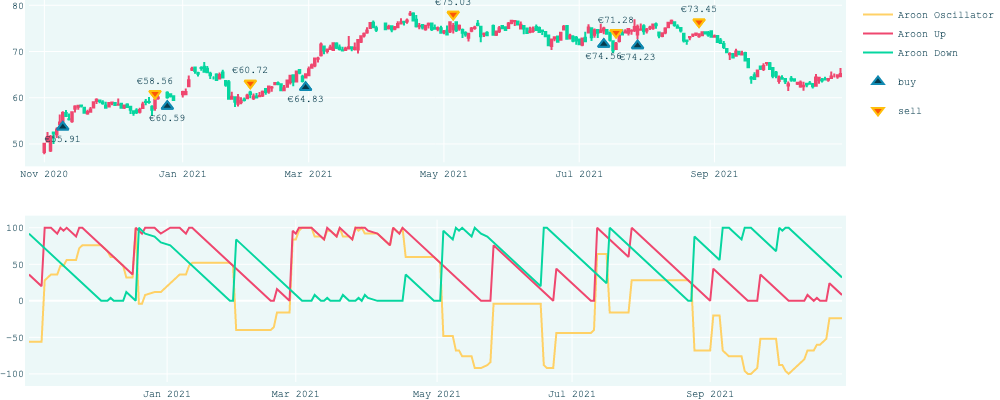 80
70
60
50
€75.03
€71.28
€73.45
€74.56
€74.23
€58.56
€60.72
€60.59
€64.83
Nov 2020
Jan 2021
Mar 2021
May 2021
Jul 2021
Sep 2021
Aroon Oscillator
Aroon Up
Aroon Down
buy
sell
100
50
0
−50
−100
Jan 2021
Mar 2021
May 2021
Jul 2021
Sep 2021